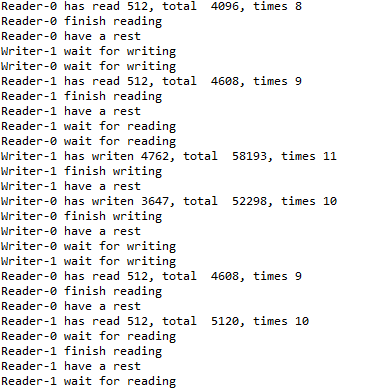 Reader-0 has read 512, total  4096, times 8
Reader-0 finish reading
Reader-0 have a rest
Writer-1 wait for writing
Writer-0 wait for writing
Reader-1 has read 512, total  4608, times 9
Reader-1 finish reading
Reader-1 have a rest
Reader-1 wait for reading
Reader-0 wait for reading
Writer-1 has writen 4762, total  58193, times 11
Writer-1 finish writing
Writer-1 have a rest
Writer-0 has writen 3647, total  52298, times 10
Writer-0 finish writing
Writer-0 have a rest
Writer-0 wait for writing
Writer-1 wait for writing
Reader-0 has read 512, total  4608, times 9
Reader-0 finish reading
Reader-0 have a rest
Reader-1 has read 512, total  5120, times 10
Reader-0 wait for reading
Reader-1 finish reading
Reader-1 have a rest
Reader-1 wait for reading